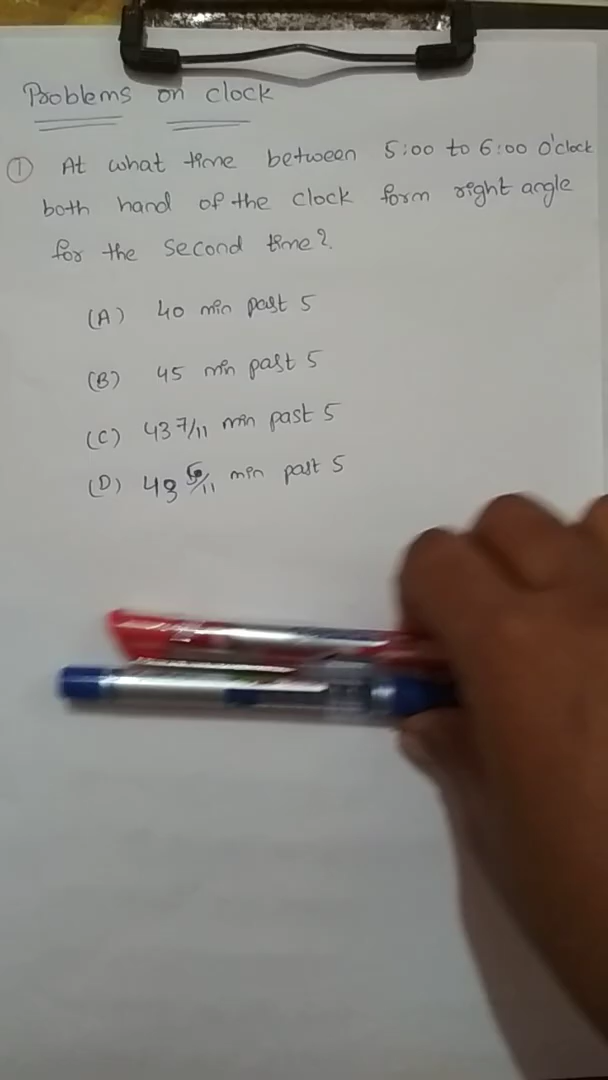 Problems on clock
① At what time between 5:00 to 6:00 o'clock
both hand of the clock form right angle
for the second time?
(A) 40 min past 5
(B) 45 min past 5
(C) 43 7/11 min past 5
(D) 43 5/11 min past 5